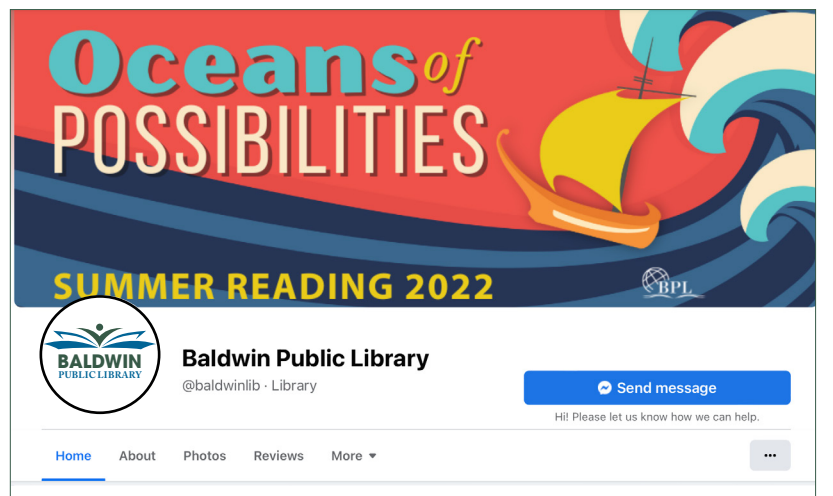 Oceans of
POSSIBILITIES
SUMMER READING 2022
BPL
BALDWIN
PUBLIC LIBRARY
Baldwin Public Library
@baldwinlib · Library
Send message
Hi! Please let us know how we can help.
Home About Photos Reviews More ▼
...